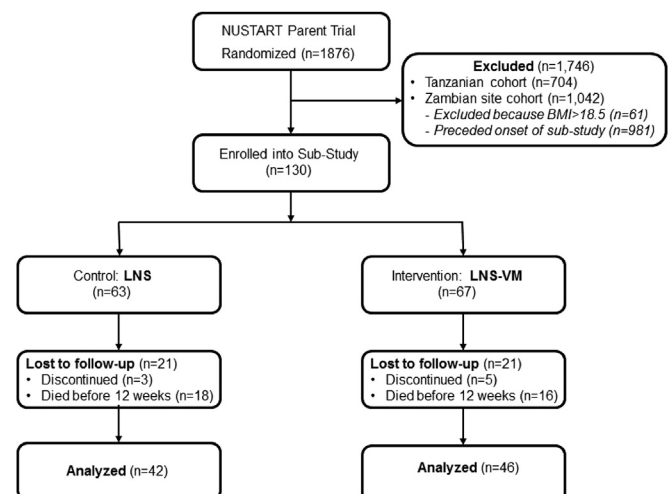 NUSTART Parent Trial
Randomized (n=1876)
Excluded (n=1,746)
• Tanzanian cohort (n=704)
• Zambian site cohort (n=1,042)
- Excluded because BMI>18.5 (n=61)
- Preceded onset of sub-study (n=981)
Enrolled into Sub-Study
(n=130)
Control: LNS
(n=63)
Intervention: LNS-VM
(n=67)
Lost to follow-up (n=21)
• Discontinued (n=3)
• Died before 12 weeks (n=18)
Lost to follow-up (n=21)
• Discontinued (n=5)
• Died before 12 weeks (n=16)
Analyzed (n=42)
Analyzed (n=46)